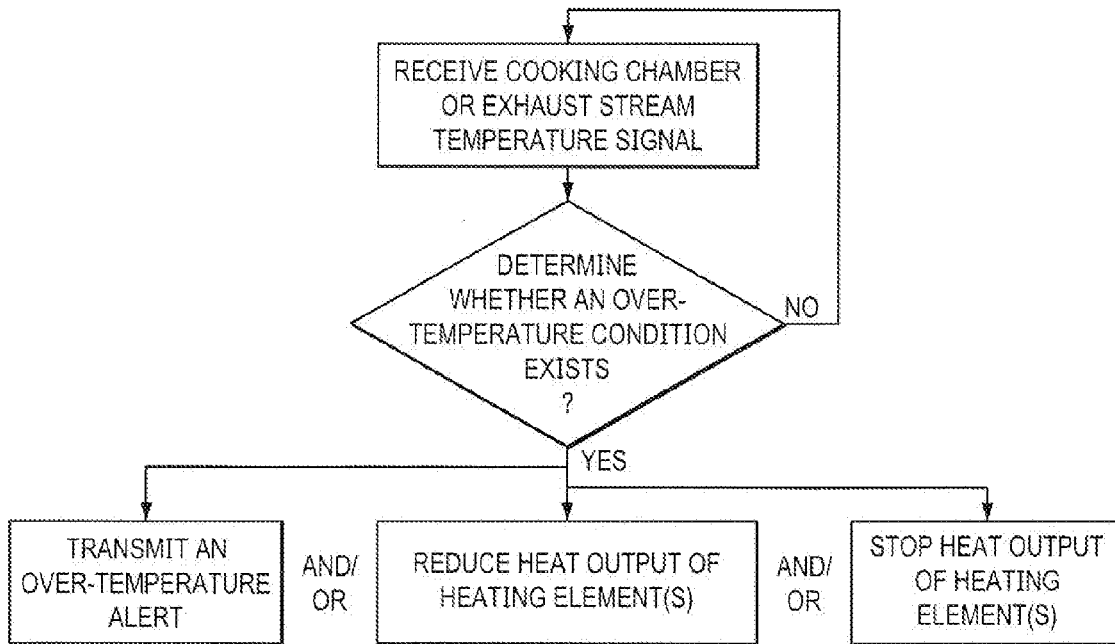 RECEIVE COOKING CHAMBER
OR EXHAUST STREAM
TEMPERATURE SIGNAL
DETERMINE
WHETHER AN OVER-
TEMPERATURE CONDITION
EXISTS
?
NO
YES
TRANSMIT AN
OVER-TEMPERATURE
ALERT
AND/
OR
REDUCE HEAT OUTPUT OF
HEATING ELEMENT(S)
AND/
OR
STOP HEAT OUTPUT
OF HEATING
ELEMENT(S)